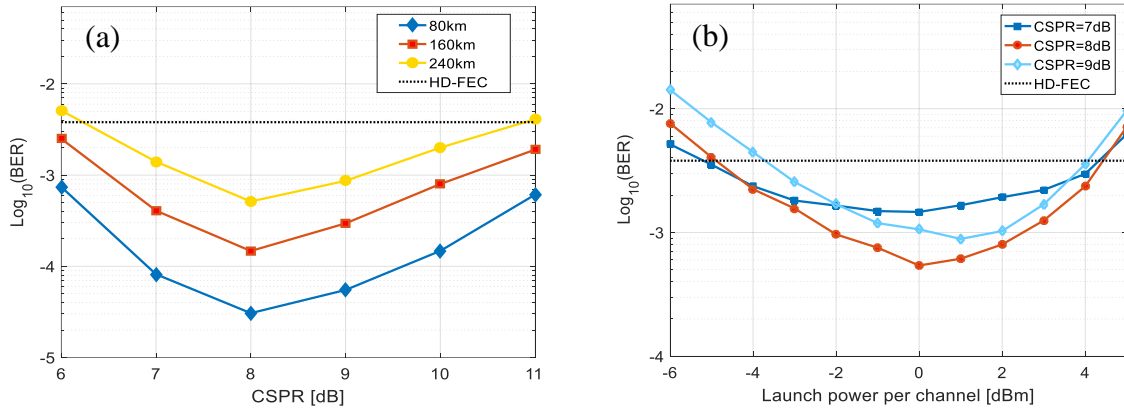 (a)
80km
160km
240km
HD-FEC
-2
-3
-4
-5
Log10(BER)
6 7 8 9 10 11
CSPR [dB]
(b)
CSPR=7dB
CSPR=8dB
CSPR=9dB
HD-FEC
-2
-3
-4
Log10(BER)
-6 -4 -2 0 2 4
Launch power per channel [dBm]